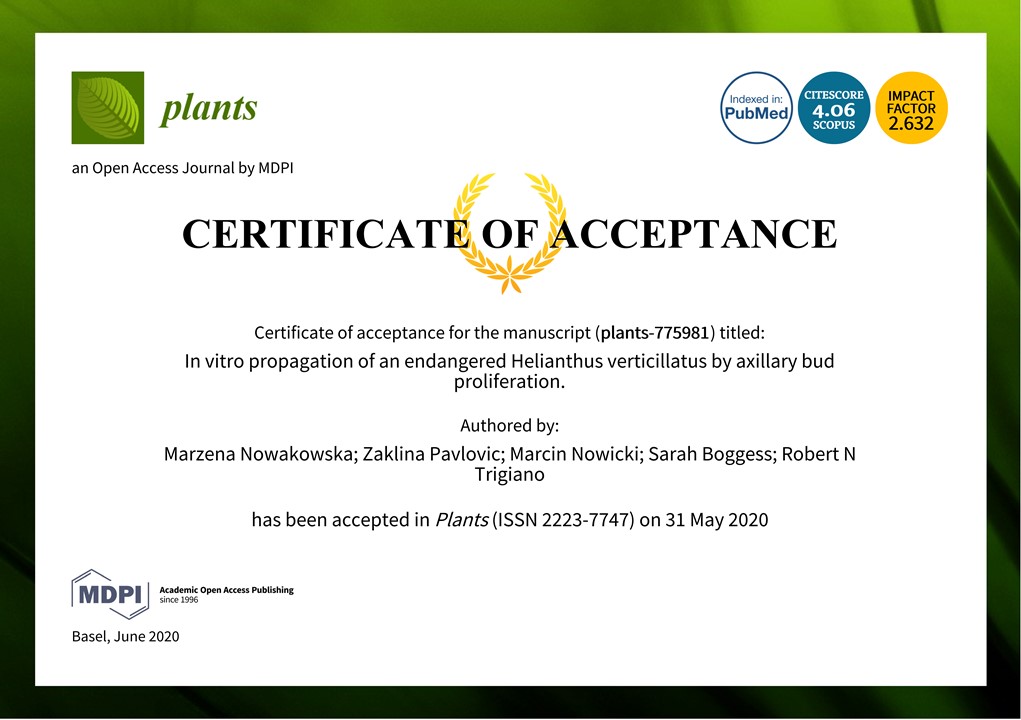 plants
Indexed in:
PubMed
CITESCORE
4.06
SCOPUS
IMPACT
FACTOR
2.632
an Open Access Journal by MDPI
CERTIFICATE OF ACCEPTANCE
Certificate of acceptance for the manuscript (plants-775981) titled:
In vitro propagation of an endangered Helianthus verticillatus by axillary bud
proliferation.
Authored by:
Marzena Nowakowska; Zaklina Pavlovic; Marcin Nowicki; Sarah Boggess; Robert N
Trigiano
has been accepted in Plants (ISSN 2223-7747) on 31 May 2020
MDPI
Academic Open Access Publishing
since 1996
Basel, June 2020